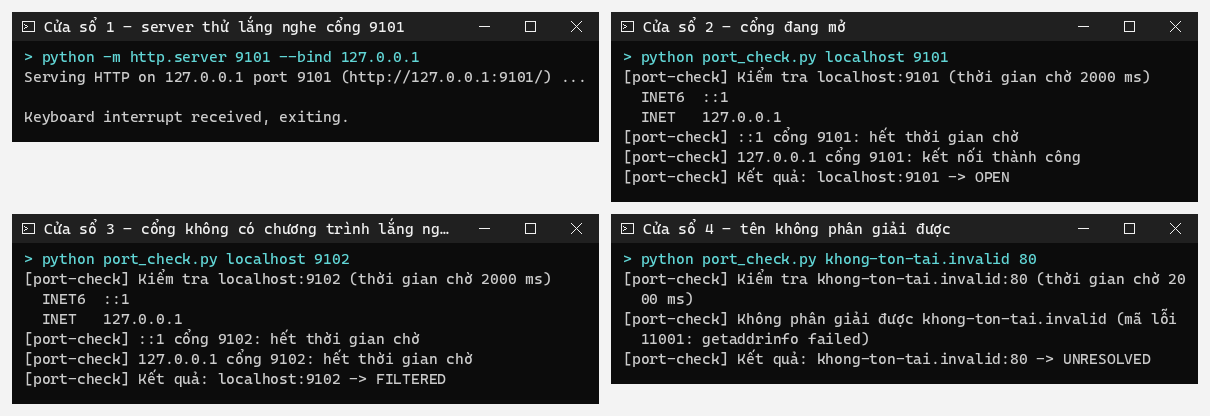 Cửa sổ 1 – server thử lắng nghe cổng 9101
> python -m http.server 9101 --bind 127.0.0.1
Serving HTTP on 127.0.0.1 port 9101 (http://127.0.0.1:9101/) ...
Keyboard interrupt received, exiting.
Cửa sổ 2 – cổng đang mở
> python port_check.py localhost 9101
[port-check] Kiểm tra localhost:9101 (thời gian chờ 2000 ms)
INET6  ::1
INET   127.0.0.1
[port-check] ::1 cổng 9101: hết thời gian chờ
[port-check] 127.0.0.1 cổng 9101: kết nối thành công
[port-check] Kết quả: localhost:9101 -> OPEN
Cửa sổ 3 – cổng không có chương trình lắng ng…
> python port_check.py localhost 9102
[port-check] Kiểm tra localhost:9102 (thời gian chờ 2000 ms)
INET6  ::1
INET   127.0.0.1
[port-check] ::1 cổng 9102: hết thời gian chờ
[port-check] 127.0.0.1 cổng 9102: hết thời gian chờ
[port-check] Kết quả: localhost:9102 -> FILTERED
Cửa sổ 4 – tên không phân giải được
> python port_check.py khong-ton-tai.invalid 80
[port-check] Kiểm tra khong-ton-tai.invalid:80 (thời gian chờ 20
00 ms)
[port-check] Không phân giải được khong-ton-tai.invalid (mã lỗi
11001: getaddrinfo failed)
[port-check] Kết quả: khong-ton-tai.invalid:80 -> UNRESOLVED